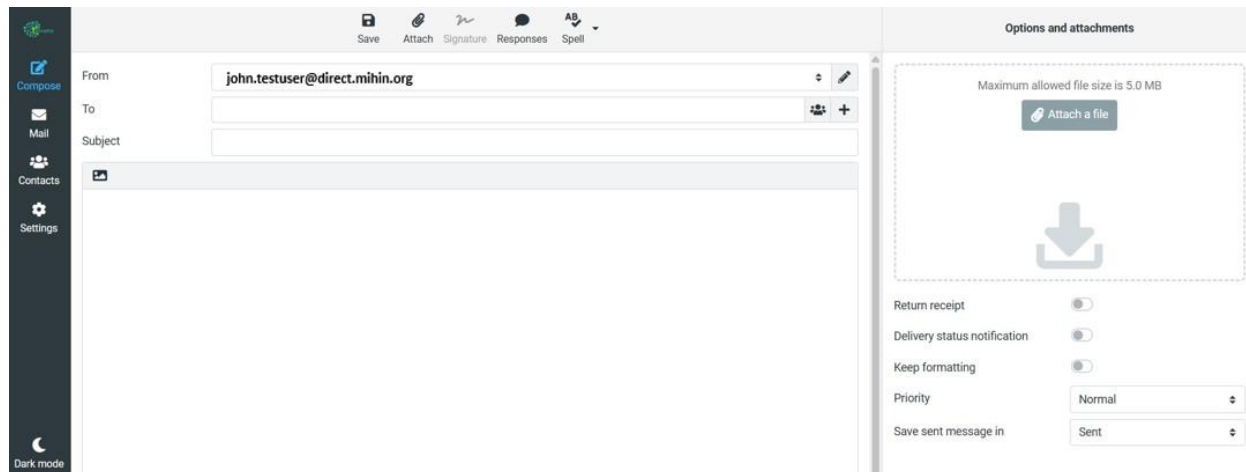 Save Attach Signature Responses Spell
Options and attachments
Compose
Mail
Contacts
Settings
Dark mode
From john.testuser@direct.mihin.org
To
Subject
Maximum allowed file size is 5.0 MB
Attach a file
Return receipt
Delivery status notification
Keep formatting
Priority Normal
Save sent message in Sent